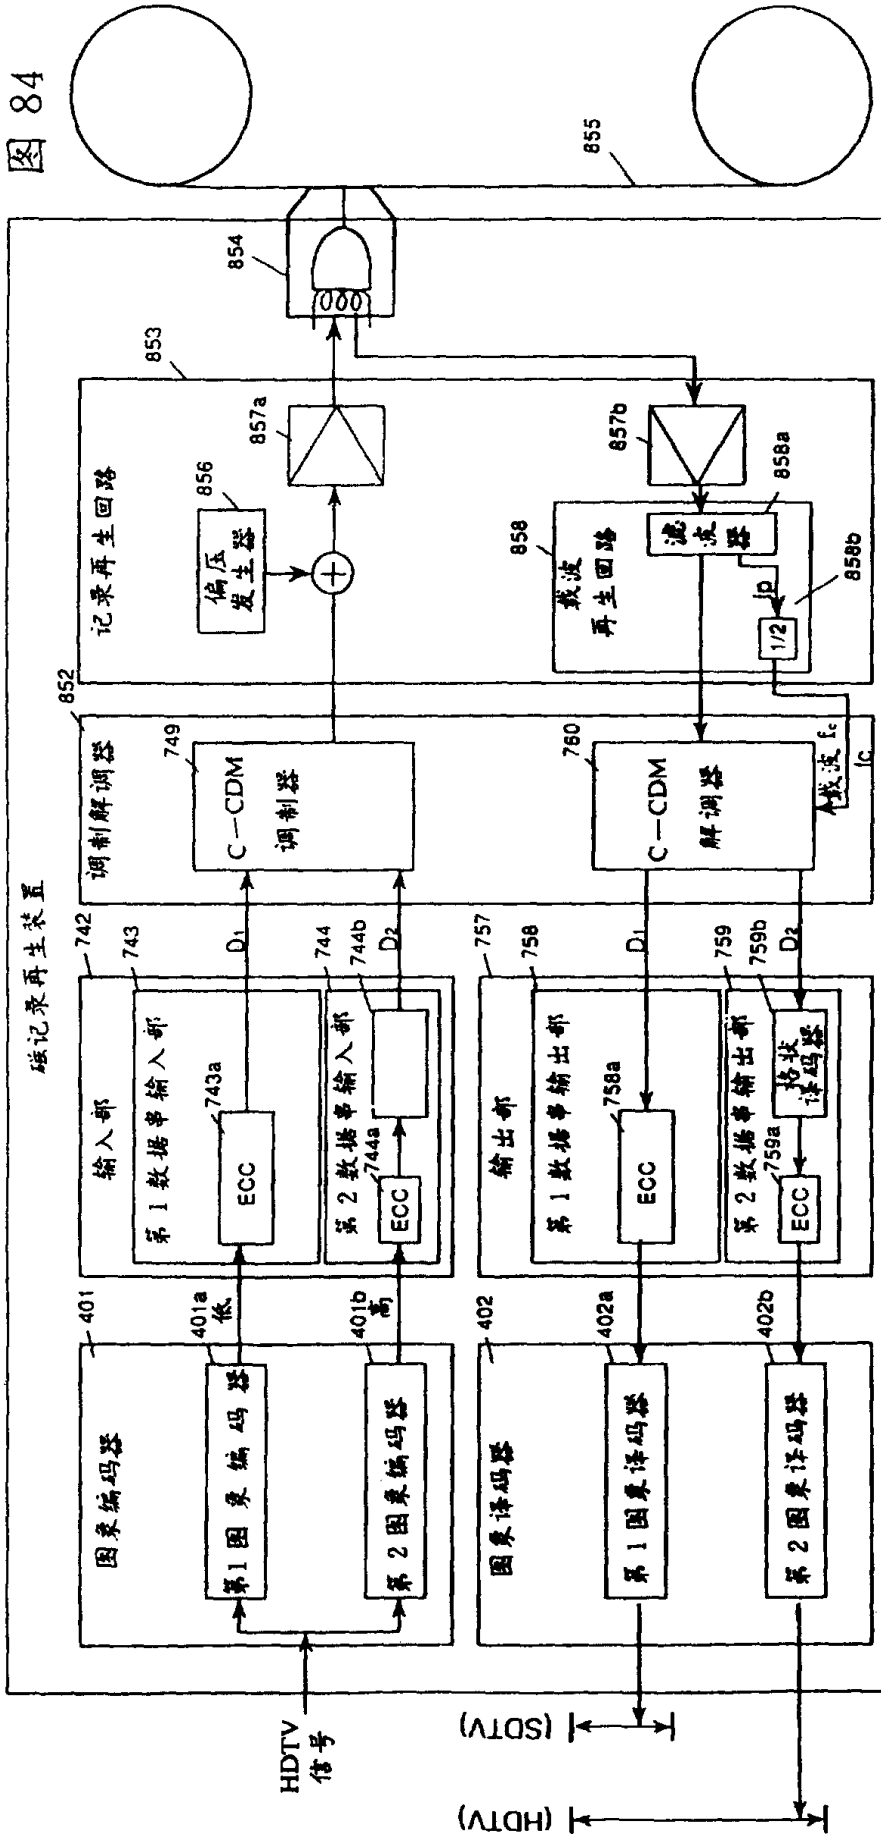 图 84
磁记录再生装置
HDTV
信号
图象编码器
401
第1图象编码器
401a
低
第2图象编码器
401b
高
输入部
742
第1数据串输入部
743
ECC
743a
第2数据串输入部
744
ECC
744a
744b
D1
D2
调制解调器
852
C－CDM
调制器
749
记录再生回路
853
偏压
发生器
856
857a
854
855
857b
载波
再生回路
858
滤波器
858a
fp
1/2
858b
C－CDM
解调器
760
载波 fc
fc
D1
D2
输出部
757
第1数据串输出部
758
ECC
758a
第2数据串输出部
759
ECC
759a
格状
译码器
759b
图象译码器
402
第1图象译码器
402a
第2图象译码器
402b
(SDTV)
(HDTV)